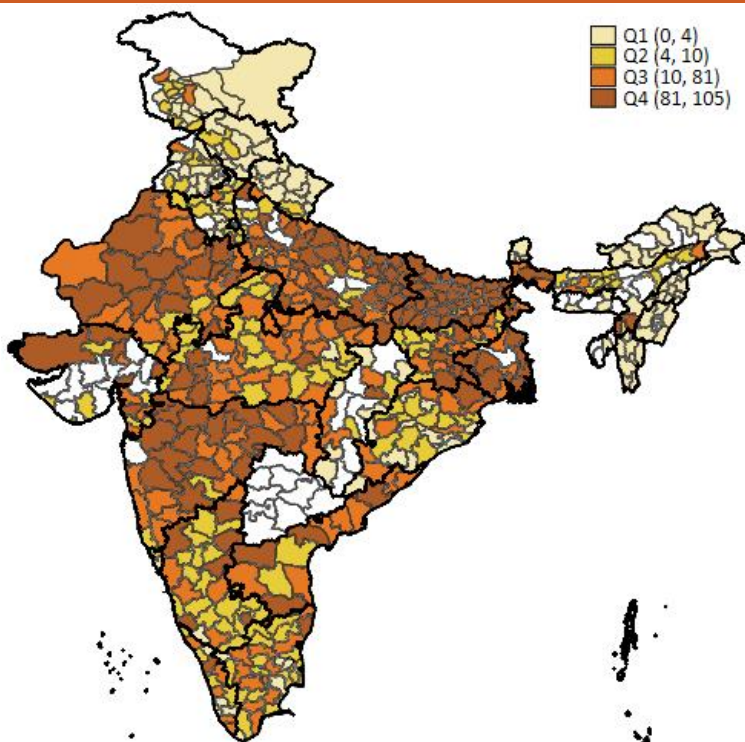 Q1 (0, 4)
Q2 (4, 10)
Q3 (10, 81)
Q4 (81, 105)